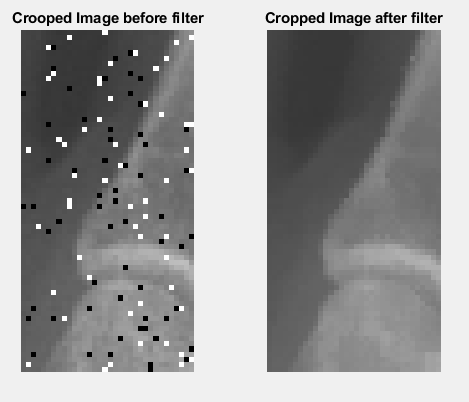 Crooped Image before filter
Cropped Image after filter